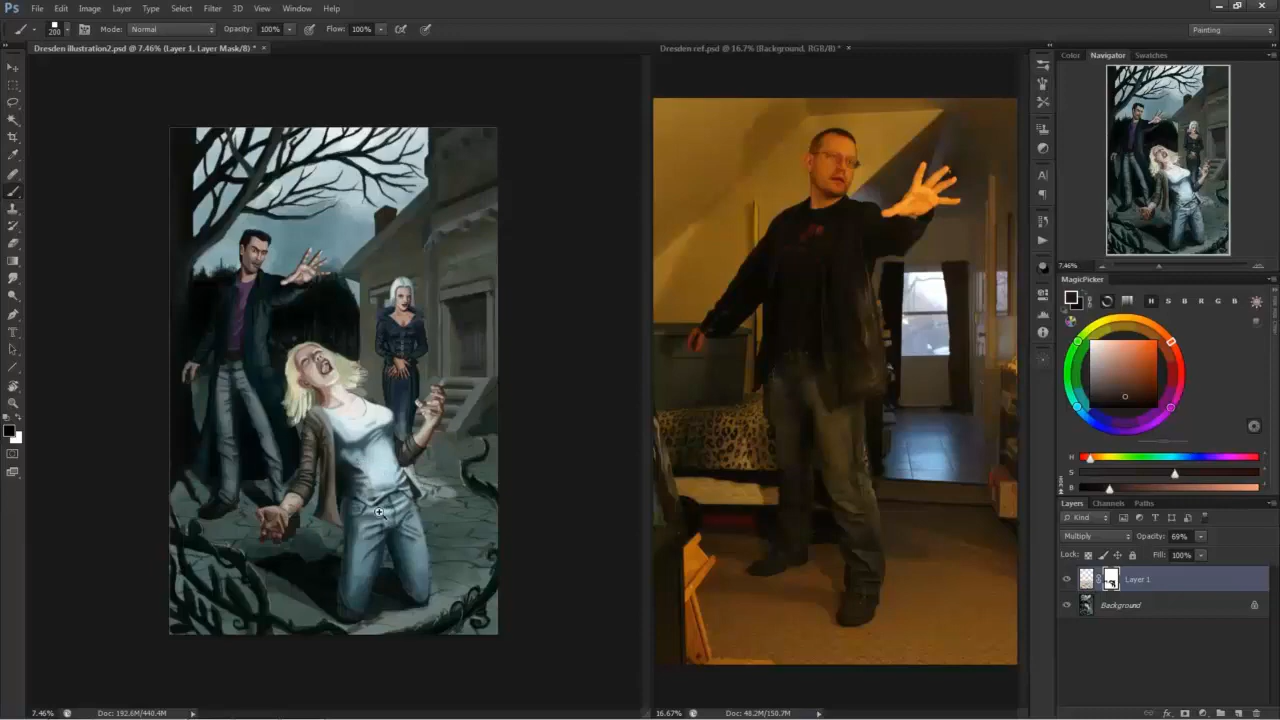 Ps File Edit Image Layer Type Select Filter 3D View Window Help
200 Mode: Normal Opacity: 100% Flow: 100% Painting
Dresden illustration2.psd @ 7.46% (Layer 1, Layer Mask/8) * ×
Dresden ref.psd @ 16.7% (Background, RGB/8) * ×
Color Navigator Swatches
7.46%
MagicPicker
H S B R G B
H
S
B
Layers Channels Paths
Kind
Multiply Opacity: 69%
Lock: Fill: 100%
Layer 1
Background
7.46% Doc: 192.6M/440.4M
16.67% Doc: 48.2M/150.7M